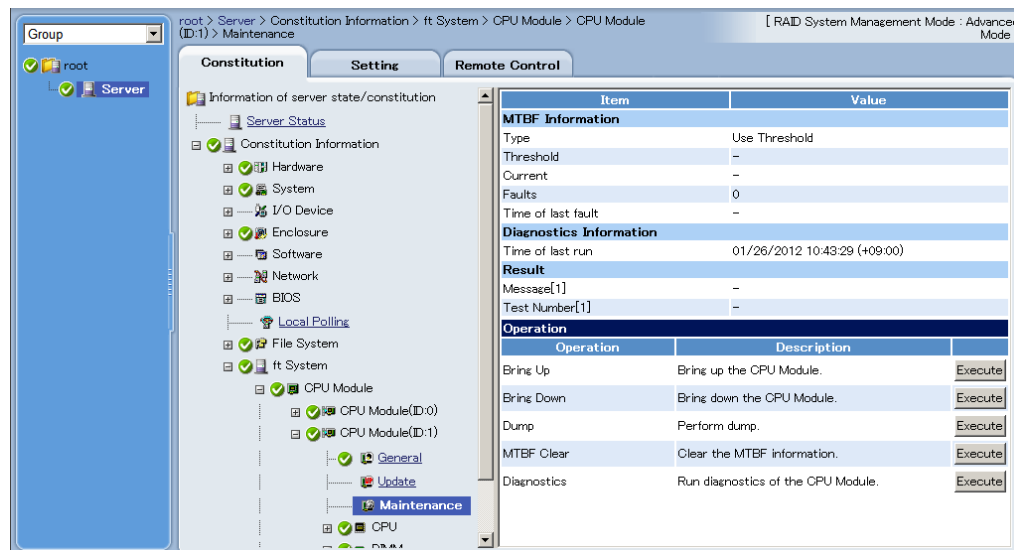 root > Server > Constitution Information > ft System > CPU Module > CPU Module
(ID:1) > Maintenance
[ RAID System Management Mode : Advanced
Mode
Group
root
Server
Constitution
Setting
Remote Control
Information of server state/constitution
Server Status
Constitution Information
Hardware
System
I/O Device
Enclosure
Software
Network
BIOS
Local Polling
File System
ft System
CPU Module
CPU Module(ID:0)
CPU Module(ID:1)
General
Update
Maintenance
CPU
DIMM
Item Value
MTBF Information
Type Use Threshold
Threshold –
Current –
Faults 0
Time of last fault –
Diagnostics Information
Time of last run 01/26/2012 10:43:29 (+09:00)
Result
Message[1] –
Test Number[1] –
Operation
Operation Description
Bring Up Bring up the CPU Module. Execute
Bring Down Bring down the CPU Module. Execute
Dump Perform dump. Execute
MTBF Clear Clear the MTBF information. Execute
Diagnostics Run diagnostics of the CPU Module. Execute